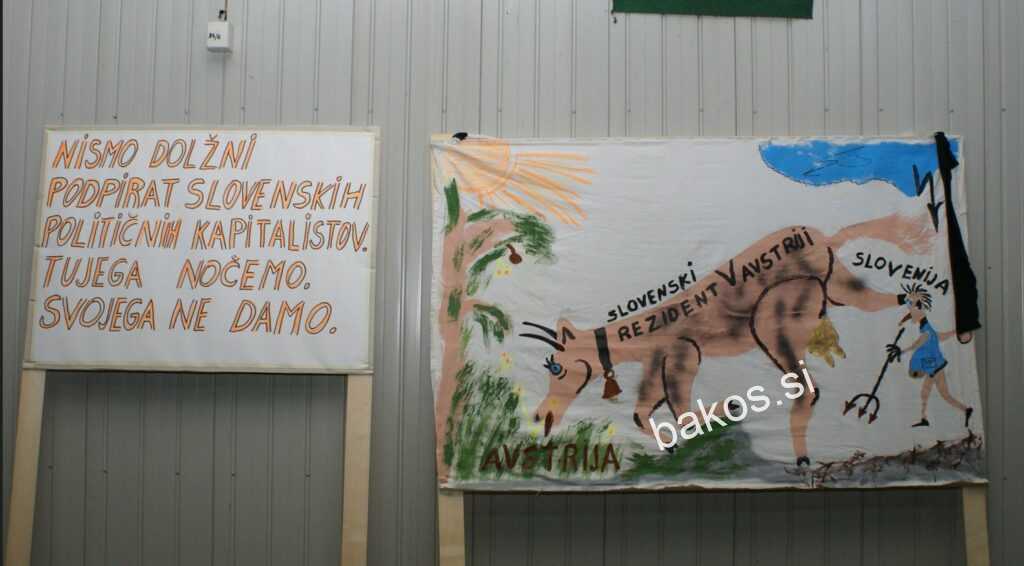 NISMO DOLŽNI
PODPIRAT SLOVENSKIH
POLITIČNIH KAPITALISTOV.
TUJEGA NOČEMO.
SVOJEGA NE DAMO.
SLOVENSKI
REZIDENT V AVSTRIJI
SLOVENIJA
AVSTRIJA
bakos.si